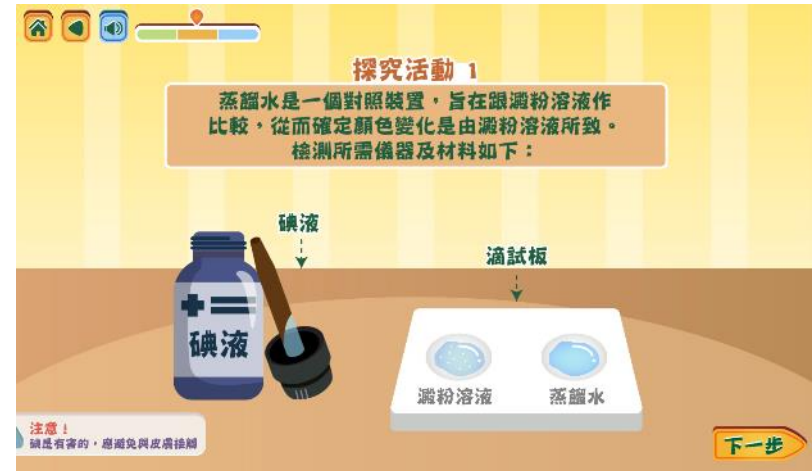 探究活動 1
蒸餾水是一個對照裝置，旨在跟澱粉溶液作
比較，從而確定顏色變化是由澱粉溶液所致。
檢測所需儀器及材料如下：
碘液
滴試板
碘液
澱粉溶液
蒸餾水
注意！
碘是有害的，應避免與皮膚接觸
下一步